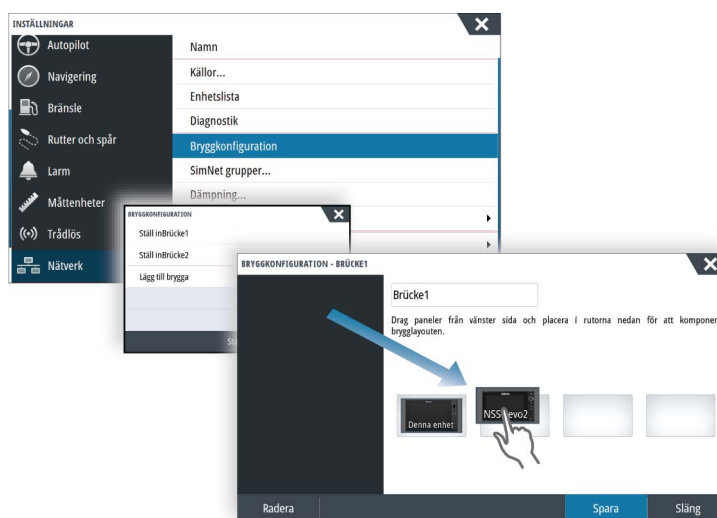 INSTÄLLNINGAR
Autopilot
Navigering
Bränsle
Rutter och spår
Larm
Måttenheter
Trådlös
Nätverk
Namn
Källor...
Enhetslista
Diagnostik
Bryggkonfiguration
SimNet grupper...
Dämpning...
BRYGGKONFIGURATION
Ställ inBrücke1
Ställ inBrücke2
Lägg till brygga
BRYGGKONFIGURATION - BRÜCKE1
Brücke1
Drag paneler från vänster sida och placera i rutorna nedan för att komponer
brygglayouten.
Denna enhet
evo2
Radera
Spara
Släng